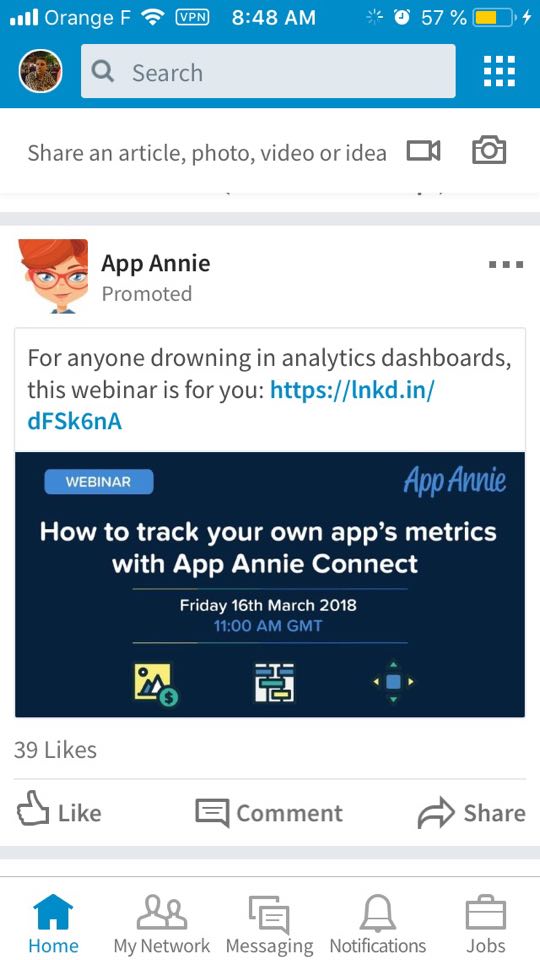 Orange F VPN 8:48 AM 57 %
Search
Share an article, photo, video or idea
App Annie
Promoted
For anyone drowning in analytics dashboards,
this webinar is for you: https://lnkd.in/
dFSk6nA
WEBINAR
App Annie
How to track your own app's metrics
with App Annie Connect
Friday 16th March 2018
11:00 AM GMT
$
39 Likes
Like Comment Share
Home My Network Messaging Notifications Jobs